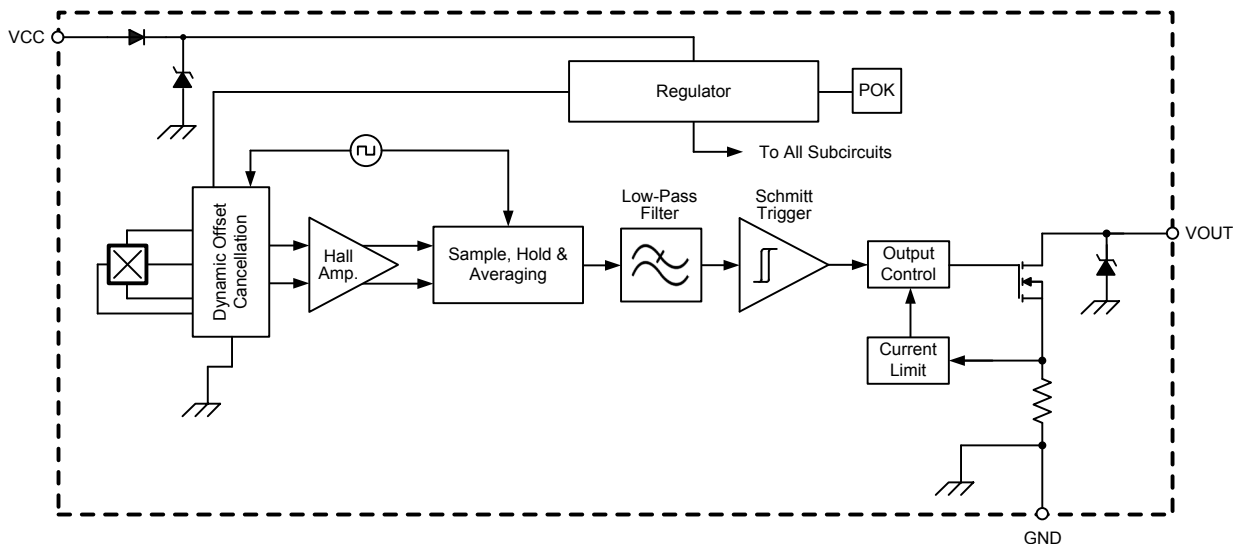 VCC
Regulator
POK
To All Subcircuits
Dynamic Offset
Cancellation
Hall
Amp.
Sample, Hold &
Averaging
Low-Pass
Filter
Schmitt
Trigger
Output
Control
Current
Limit
VOUT
GND